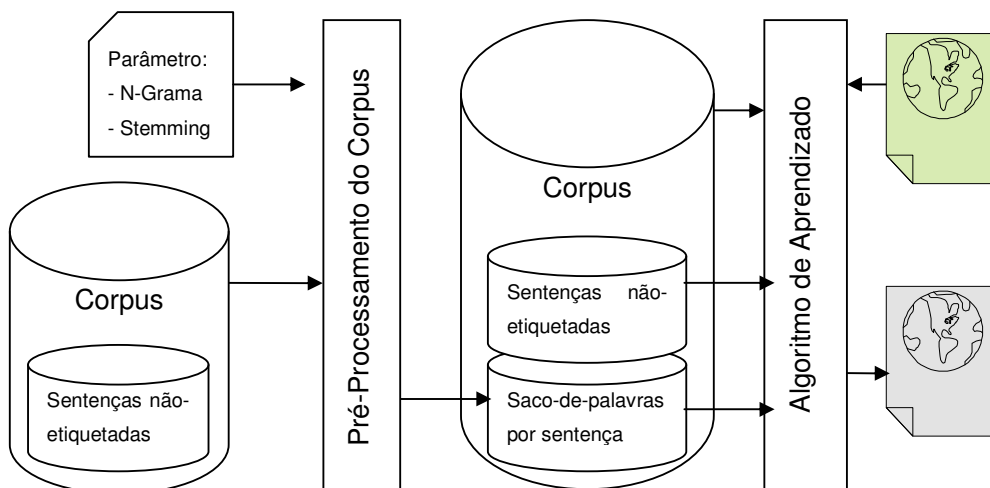 Parâmetro:
- N-Grama
- Stemming
Corpus
Sentenças não-
etiquetadas
Pré-Processamento do Corpus
Corpus
Sentenças não-
etiquetadas
Saco-de-palavras
por sentença
Algoritmo de Aprendizado